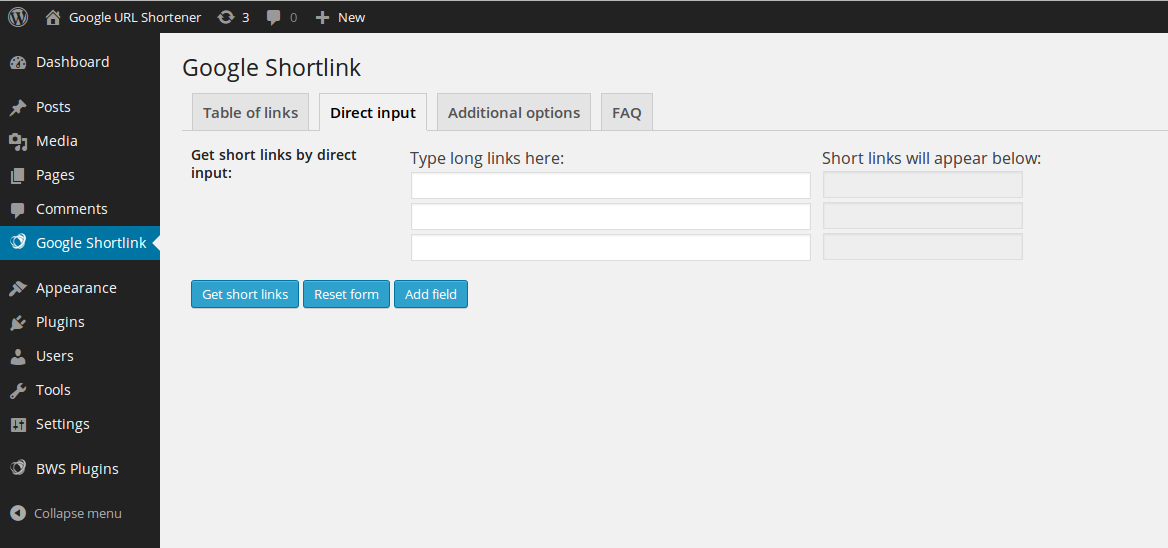 Google URL Shortener 3 0 New
Dashboard
Posts
Media
Pages
Comments
Google Shortlink
Appearance
Plugins
Users
Tools
Settings
BWS Plugins
Collapse menu
Google Shortlink
Table of links Direct input Additional options FAQ
Get short links by direct
input:
Type long links here:
Short links will appear below:
Get short links Reset form Add field